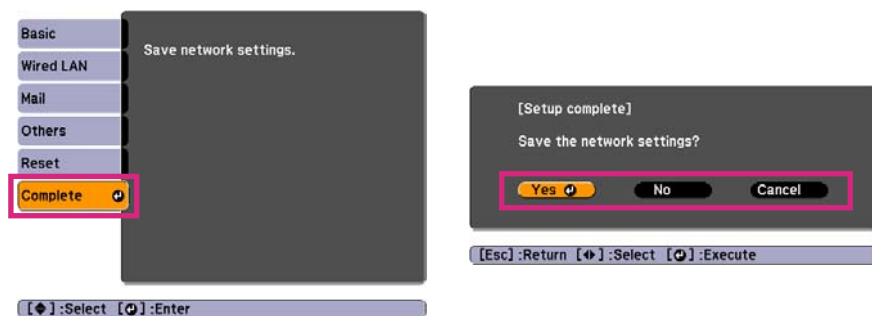 Basic
Wired LAN
Mail
Others
Reset
Complete
Save network settings.
[◆] :Select [⏎] :Enter
[Setup complete]
Save the network settings?
Yes No Cancel
[Esc] :Return [◀▶] :Select [⏎] :Execute